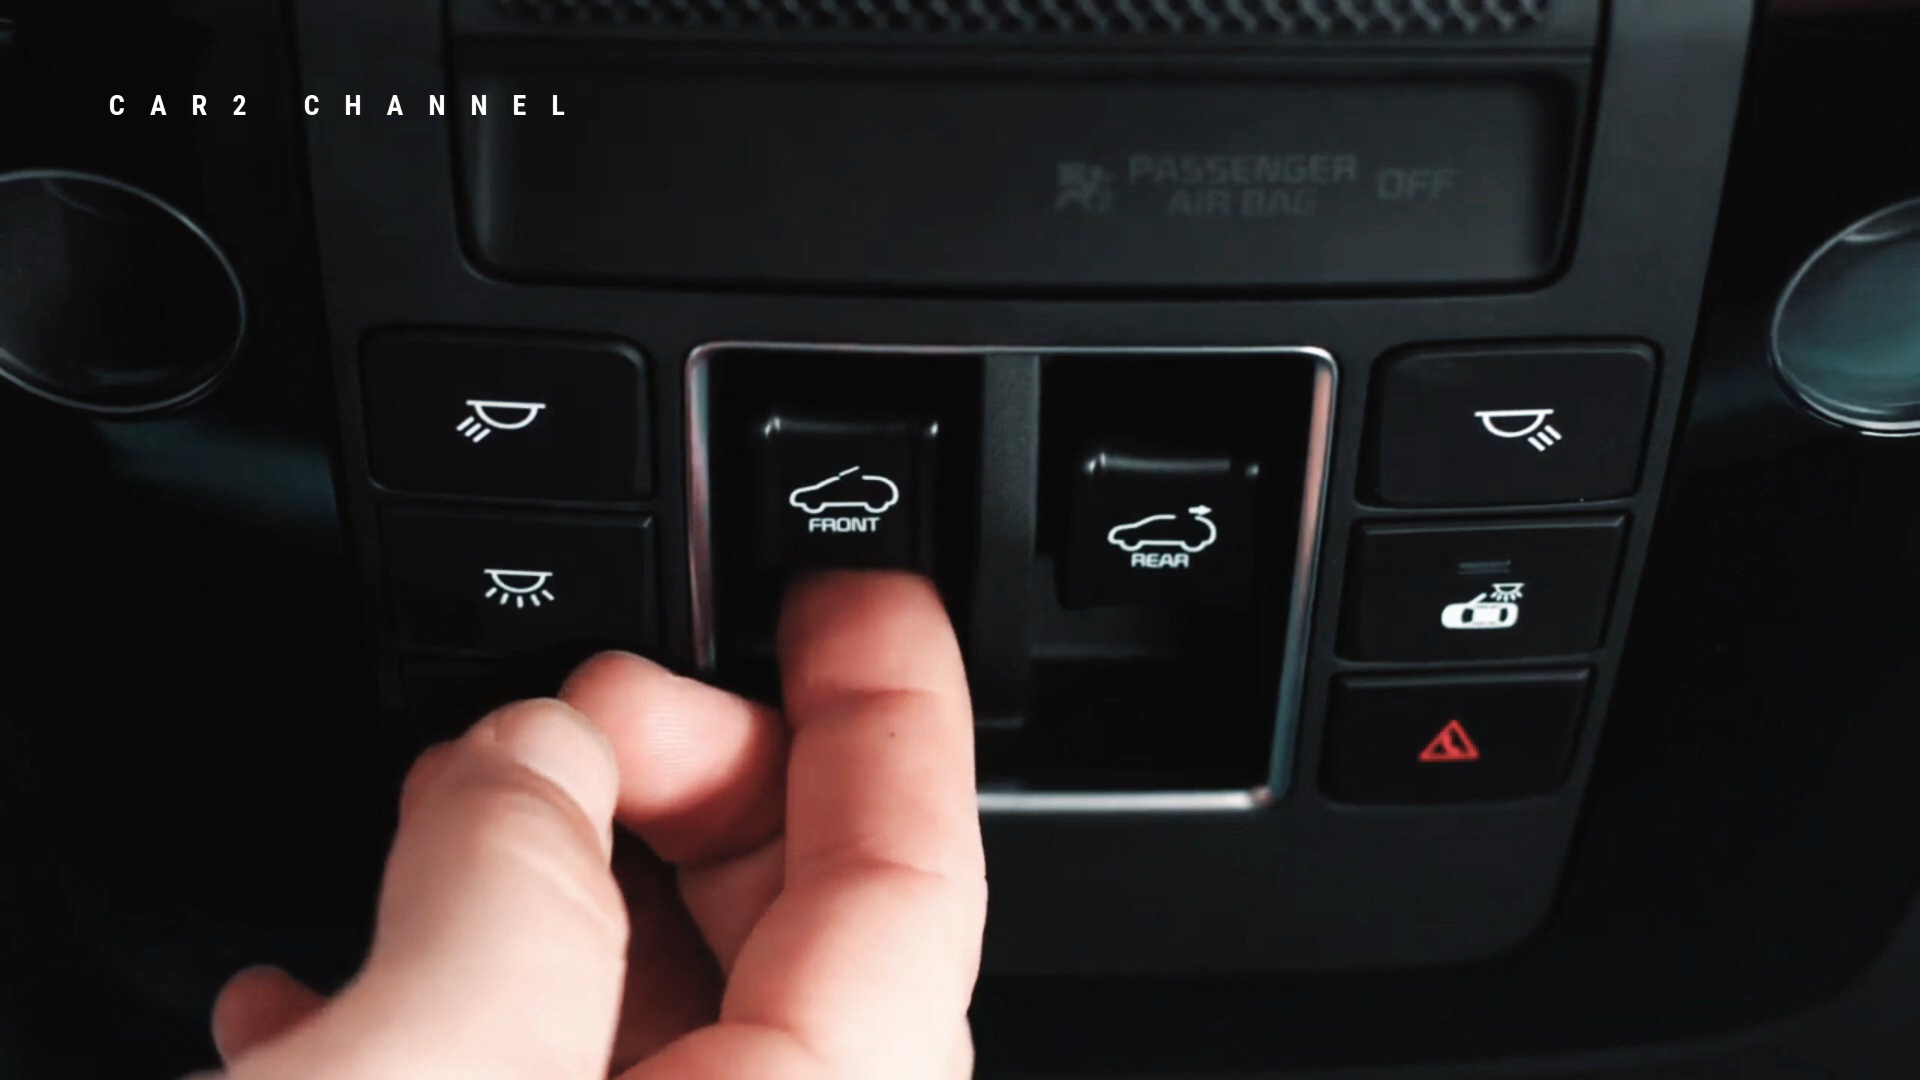 CAR2 CHANNEL
PASSENGER
AIR BAG
OFF
FRONT
REAR